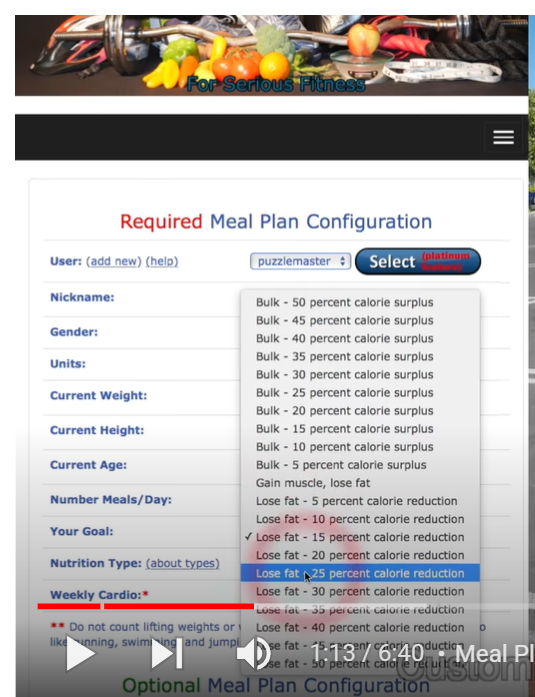 For Serious Fitness
Required Meal Plan Configuration
User: (add new) (help)
puzzlemaster
Select
(platinum
Nickname:
Gender:
Units:
Current Weight:
Current Height:
Current Age:
Number Meals/Day:
Your Goal:
Nutrition Type: (about types)
Weekly Cardio:*
Bulk - 50 percent calorie surplus
Bulk - 45 percent calorie surplus
Bulk - 40 percent calorie surplus
Bulk - 35 percent calorie surplus
Bulk - 30 percent calorie surplus
Bulk - 25 percent calorie surplus
Bulk - 20 percent calorie surplus
Bulk - 15 percent calorie surplus
Bulk - 10 percent calorie surplus
Bulk - 5 percent calorie surplus
Gain muscle, lose fat
Lose fat - 5 percent calorie reduction
Lose fat - 10 percent calorie reduction
✓ Lose fat - 15 percent calorie reduction
Lose fat - 20 percent calorie reduction
Lose fat - 25 percent calorie reduction
Lose fat - 30 percent calorie reduction
Lose fat - 35 percent calorie reduction
Lose fat - 40 percent calorie reduction
Lose fat - 45 percent calorie reduction
Lose fat - 50 percent calorie reduction
** Do not count lifting weights or
like running, swimming, and
1:13 / 6:40 • Meal Pl
Custom
Optional Meal Plan Configuration